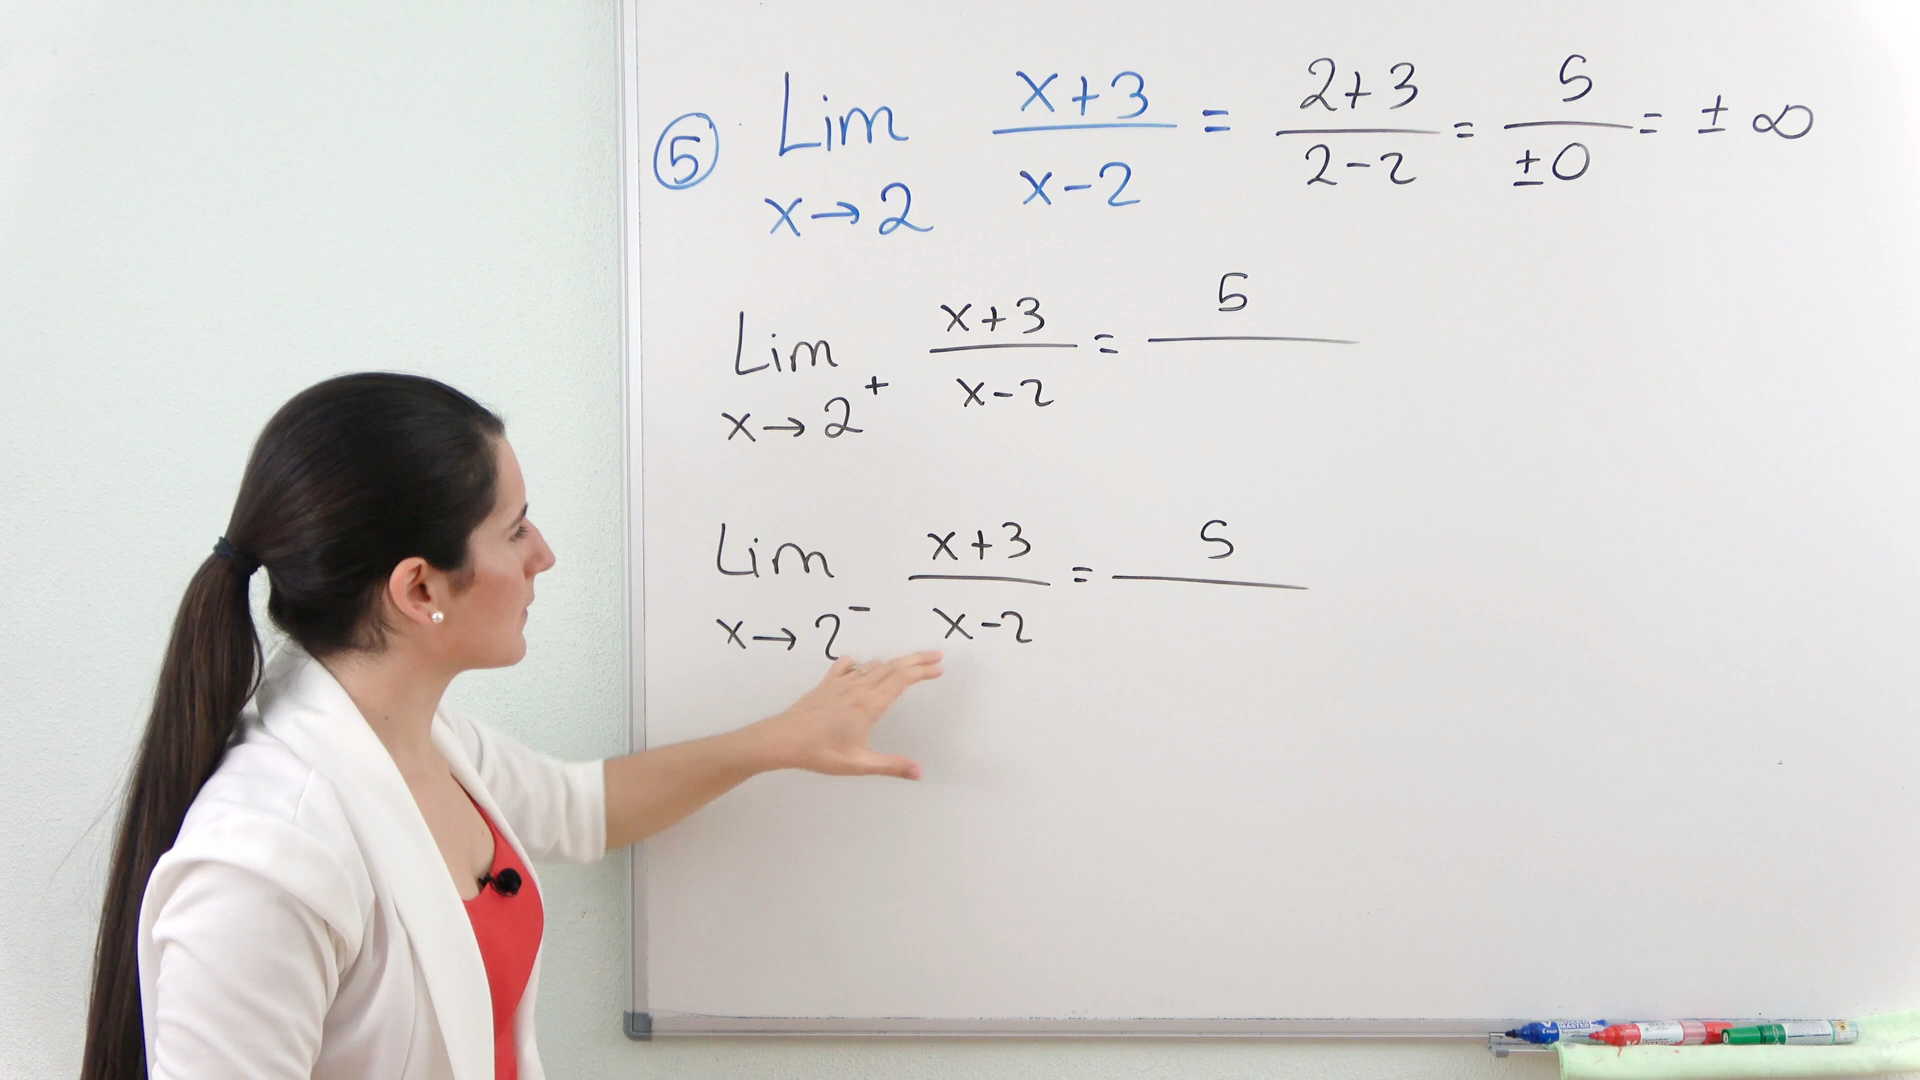 ⑤ Lim x→2 x+3/x-2 = 2+3/2-2 = 5/±0 = ± ∞
Lim x→2⁺ x+3/x-2 = 5/
Lim x→2⁻ x+3/x-2 = 5/